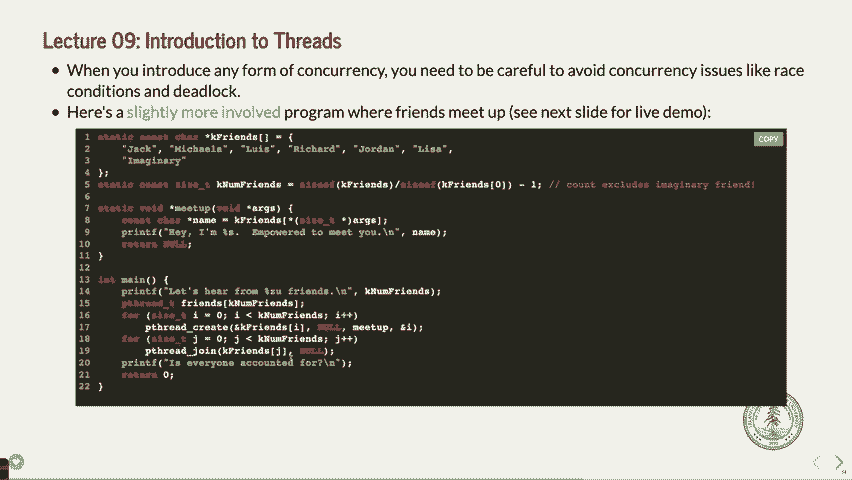 Lecture 09: Introduction to Threads
• When you introduce any form of concurrency, you need to be careful to avoid concurrency issues like race
conditions and deadlock.
• Here's a slightly more involved program where friends meet up (see next slide for live demo):
COPY
1 static const char *kFriends[] = {
2 "Jack", "Michaela", "Luis", "Richard", "Jordan", "Lisa",
3 "Imaginary"
4 };
5 static const size_t kNumFriends = sizeof(kFriends)/sizeof(kFriends[0]) - 1; // count excludes imaginary friend!
6
7 static void *meetup(void *args) {
8 const char *name = kFriends[*(size_t *)args];
9 printf("Hey, I'm %s.  Empowered to meet you.\n", name);
10 return NULL;
11 }
12
13 int main() {
14 printf("Let's hear from %zu friends.\n", kNumFriends);
15 pthread_t friends[kNumFriends];
16 for (size_t i = 0; i < kNumFriends; i++)
17 pthread_create(&kFriends[i], NULL, meetup, &i);
18 for (size_t j = 0; j < kNumFriends; j++)
19 pthread_join(kFriends[j], NULL);
20 printf("Is everyone accounted for?\n");
21 return 0;
22 }